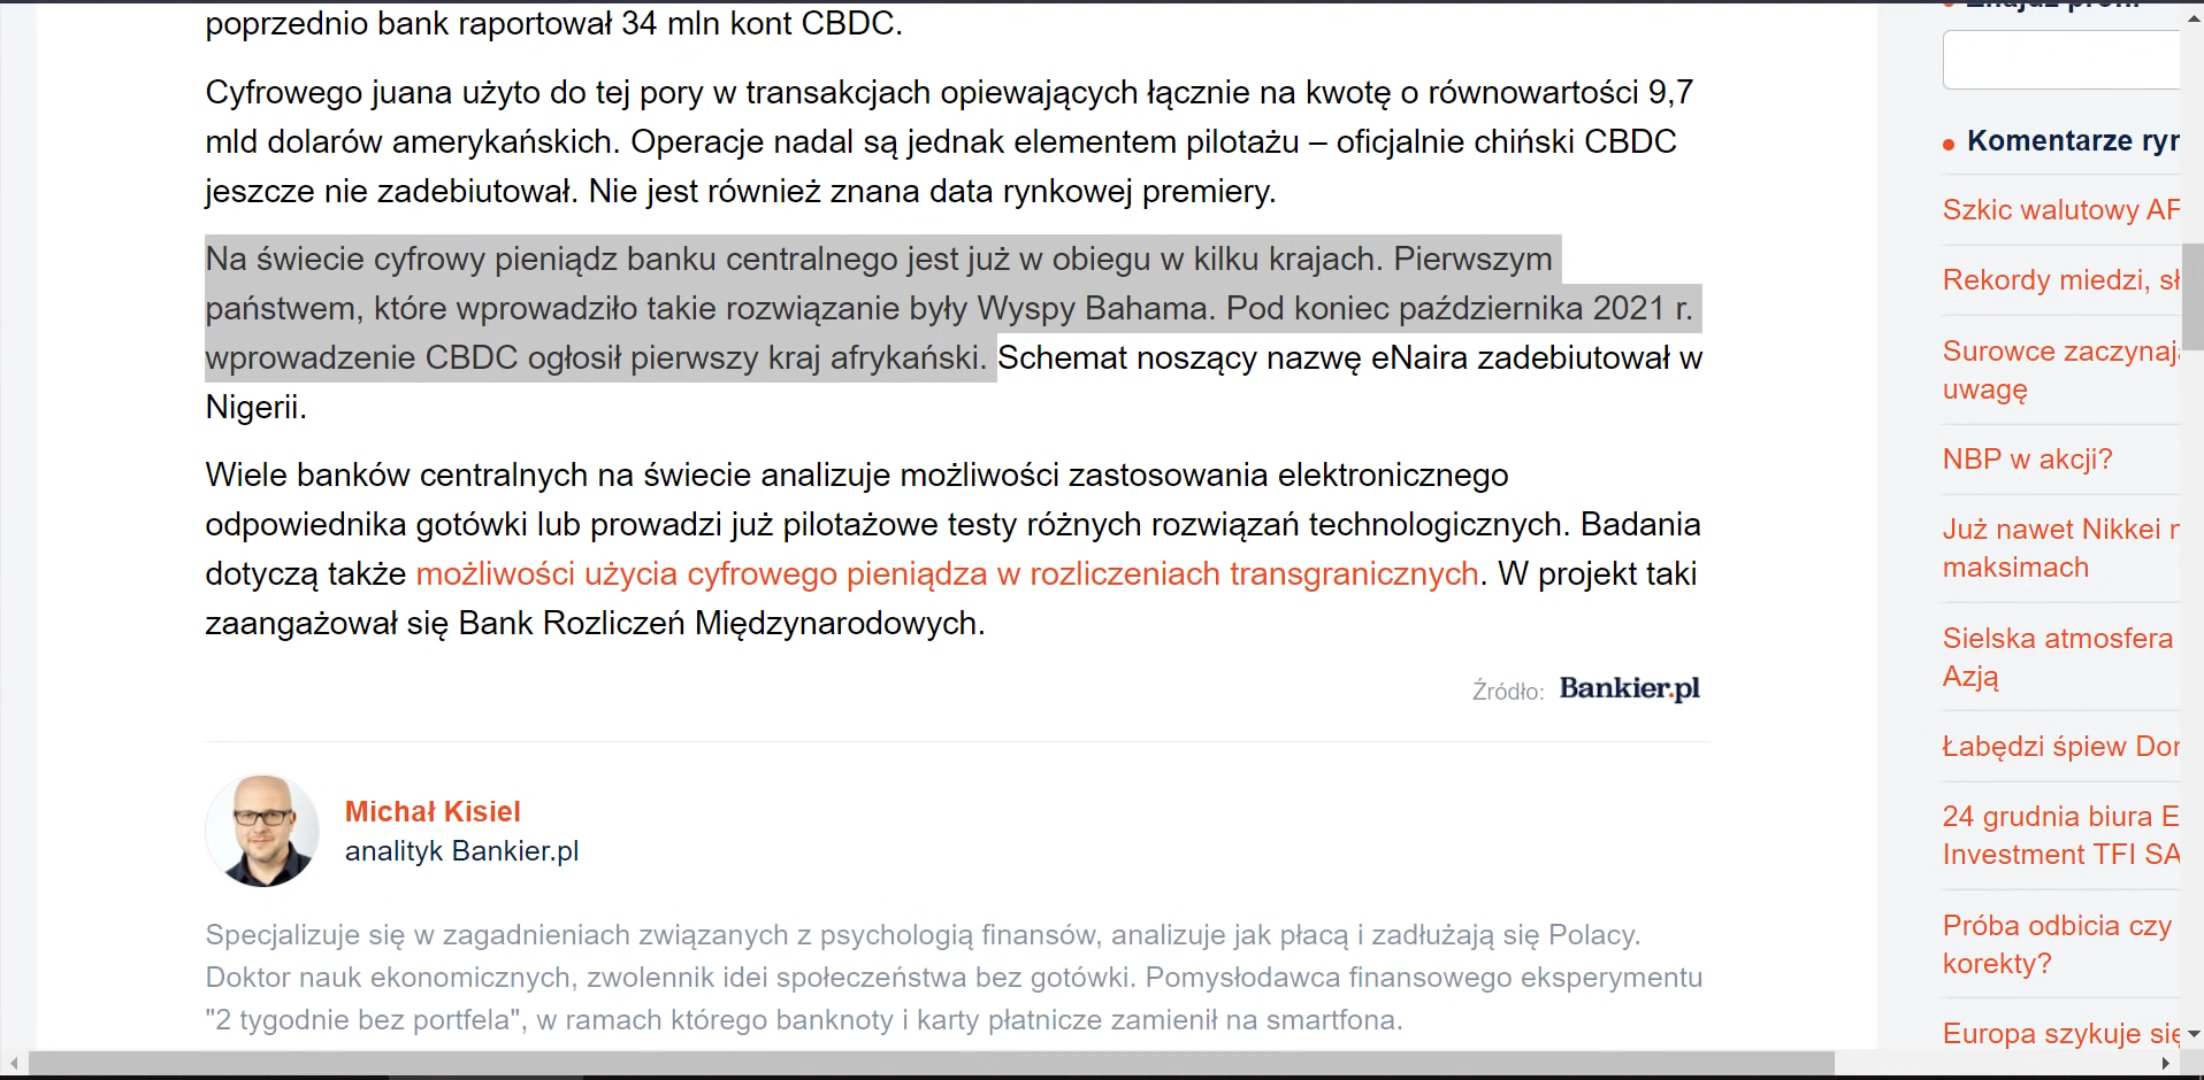 poprzednio bank raportował 34 mln kont CBDC.
Cyfrowego juana użyto do tej pory w transakcjach opiewających łącznie na kwotę o równowartości 9,7
mld dolarów amerykańskich. Operacje nadal są jednak elementem pilotażu – oficjalnie chiński CBDC
jeszcze nie zadebiutował. Nie jest również znana data rynkowej premiery.
Na świecie cyfrowy pieniądz banku centralnego jest już w obiegu w kilku krajach. Pierwszym
państwem, które wprowadziło takie rozwiązanie były Wyspy Bahama. Pod koniec października 2021 r.
wprowadzenie CBDC ogłosił pierwszy kraj afrykański. Schemat noszący nazwę eNaira zadebiutował w
Nigerii.
Wiele banków centralnych na świecie analizuje możliwości zastosowania elektronicznego
odpowiednika gotówki lub prowadzi już pilotażowe testy różnych rozwiązań technologicznych. Badania
dotyczą także możliwości użycia cyfrowego pieniądza w rozliczeniach transgranicznych. W projekt taki
zaangażował się Bank Rozliczeń Międzynarodowych.
Źródło: Bankier.pl
Michał Kisiel
analityk Bankier.pl
Specjalizuje się w zagadnieniach związanych z psychologią finansów, analizuje jak płacą i zadłużają się Polacy.
Doktor nauk ekonomicznych, zwolennik idei społeczeństwa bez gotówki. Pomysłodawca finansowego eksperymentu
"2 tygodnie bez portfela", w ramach którego banknoty i karty płatnicze zamienił na smartfona.
Komentarze
Szkic walutowy
Rekordy miedzi,
Surowce
uwagę
NBP w akcji?
Już nawet Nikkei
maksimach
Sielska atmosfera
Azją
Łabędzi śpiew
24 grudnia biura
Investment TFI SA
Próba odbicia czy
korekty?
Europa szykuje się